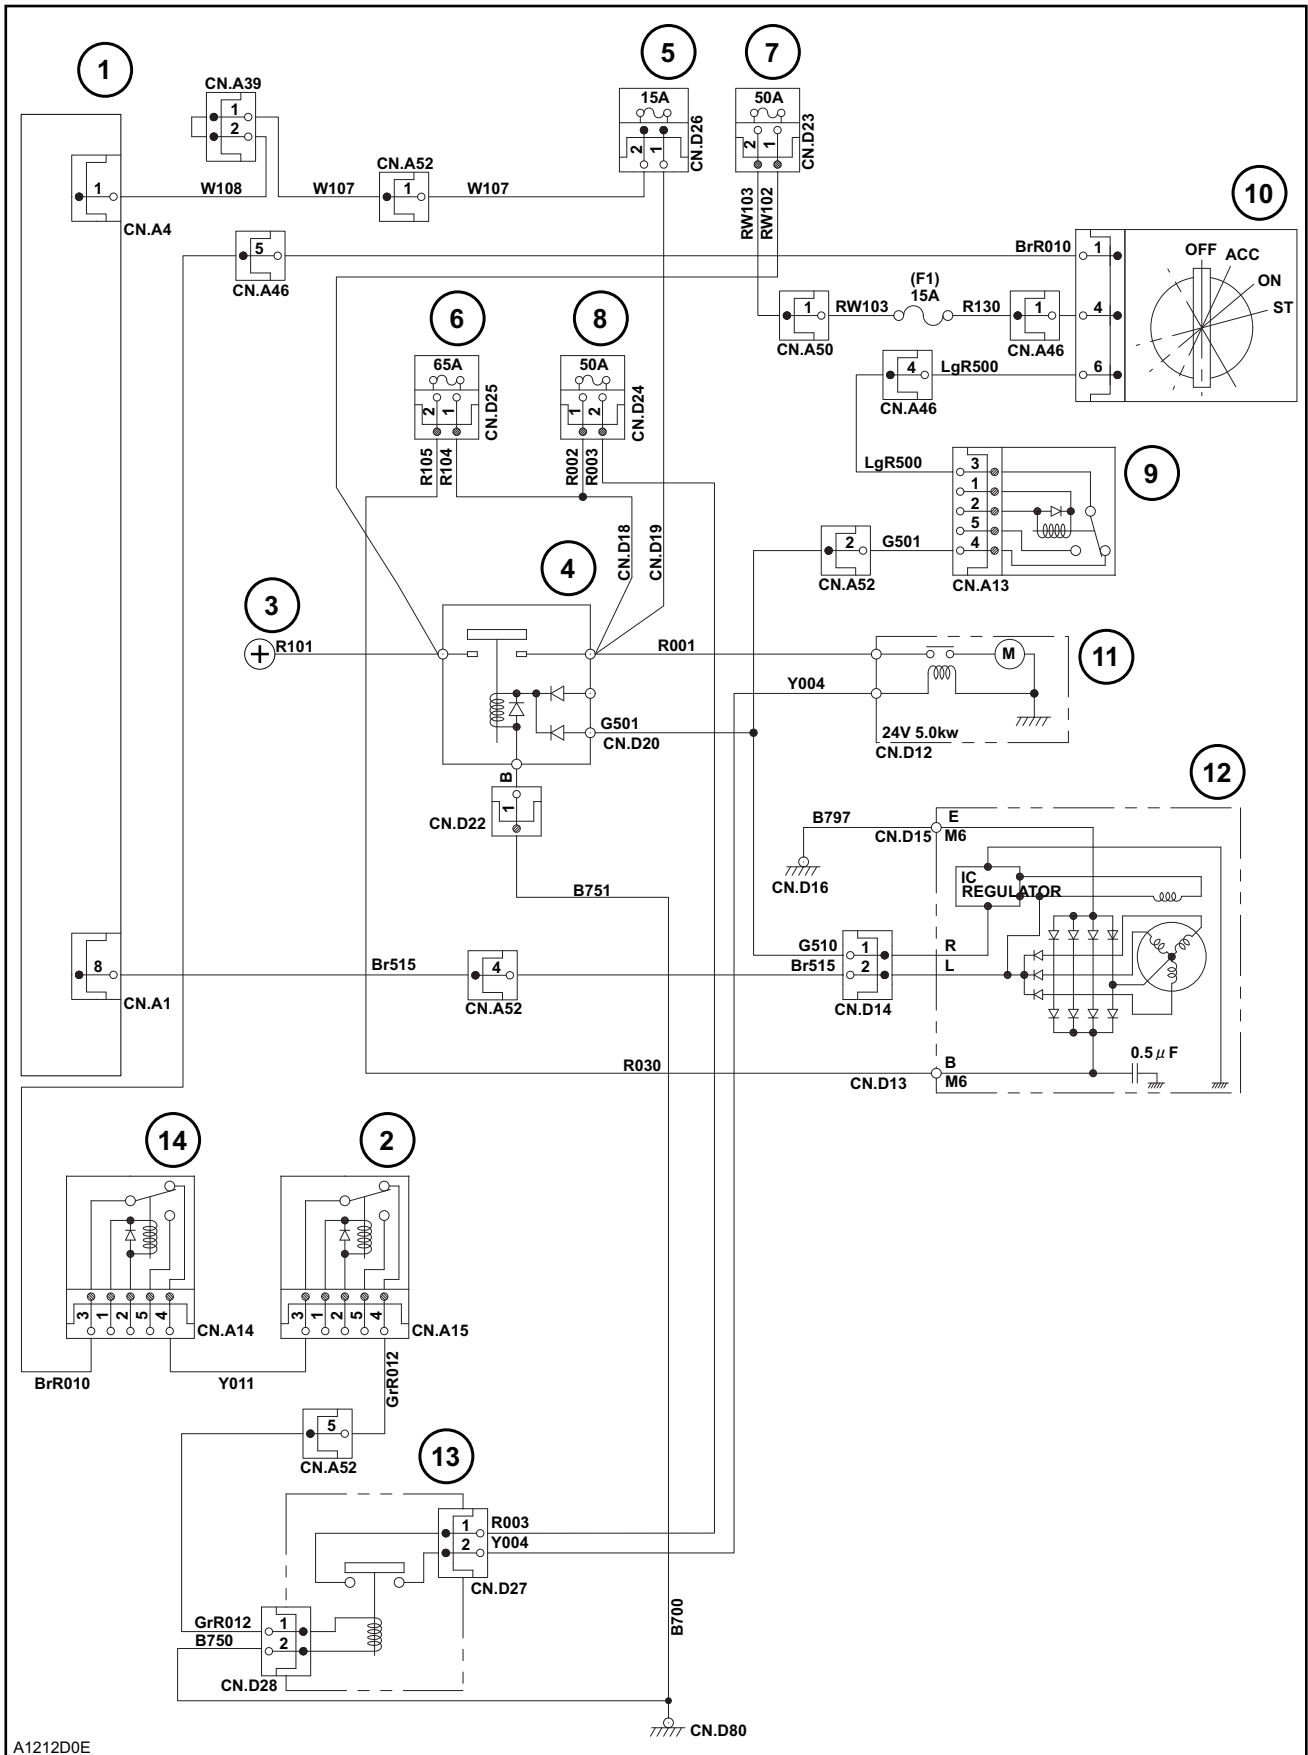 1
5
7
CN.A39
1
2
15A
2
1
CN.D26
50A
2
1
CN.D23
10
CN.A52
1
W108
W107
1
W107
CN.A4
RW103
RW102
5
CN.A46
BrR010
1
4
6
OFF
ACC
ON
ST
(F1)
15A
1
RW103
R130
1
CN.A50
CN.A46
6
8
65A
2
1
CN.D25
50A
1
2
CN.D24
4
LgR500
CN.A46
R105
R104
R002
R003
9
LgR500
3
1
2
5
4
CN.A13
CN.D18
CN.D19
2
G501
CN.A52
4
3
R101
R001
M
11
Y004
G501
CN.D20
24V 5.0kw
CN.D12
B
1
CN.D22
12
B797
CN.D15
E
M6
CN.D16
IC
REGULATOR
B751
G510
Br515
1
2
R
L
CN.D14
8
CN.A1
Br515
4
CN.A52
R030
CN.D13
B
M6
0.5 μ F
14
2
3
1
2
5
4
CN.A14
3
1
2
5
4
CN.A15
BrR010
Y011
GrR012
5
CN.A52
13
1
2
R003
Y004
CN.D27
GrR012
B750
1
2
CN.D28
B700
CN.D80
A1212D0E